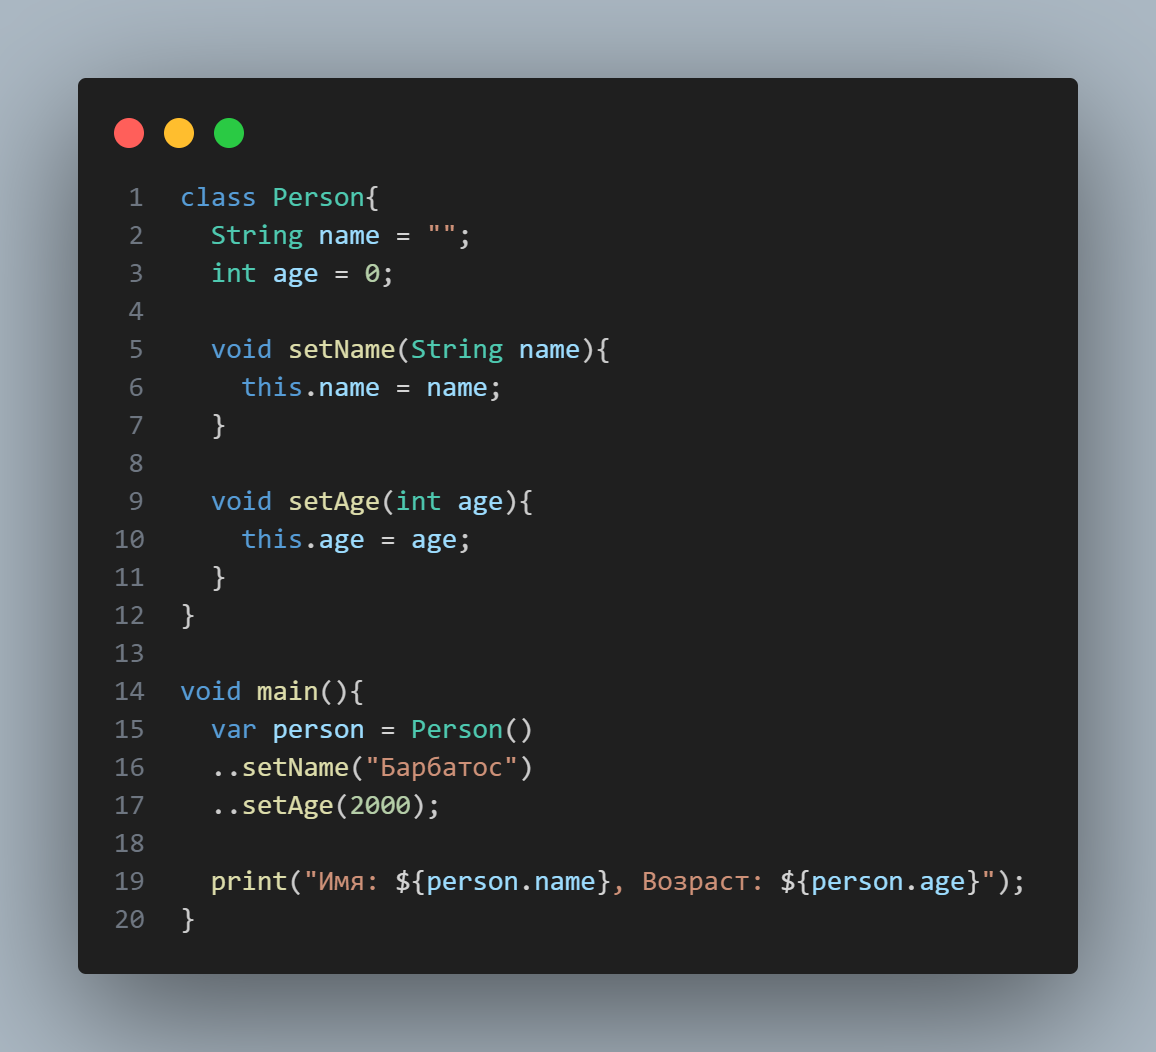 1 class Person{
2 String name = "";
3 int age = 0;
4
5 void setName(String name){
6 this.name = name;
7 }
8
9 void setAge(int age){
10 this.age = age;
11 }
12 }
13
14 void main(){
15 var person = Person()
16 ..setName("Барбатос")
17 ..setAge(2000);
18
19 print("Имя: ${person.name}, Возраст: ${person.age}");
20 }